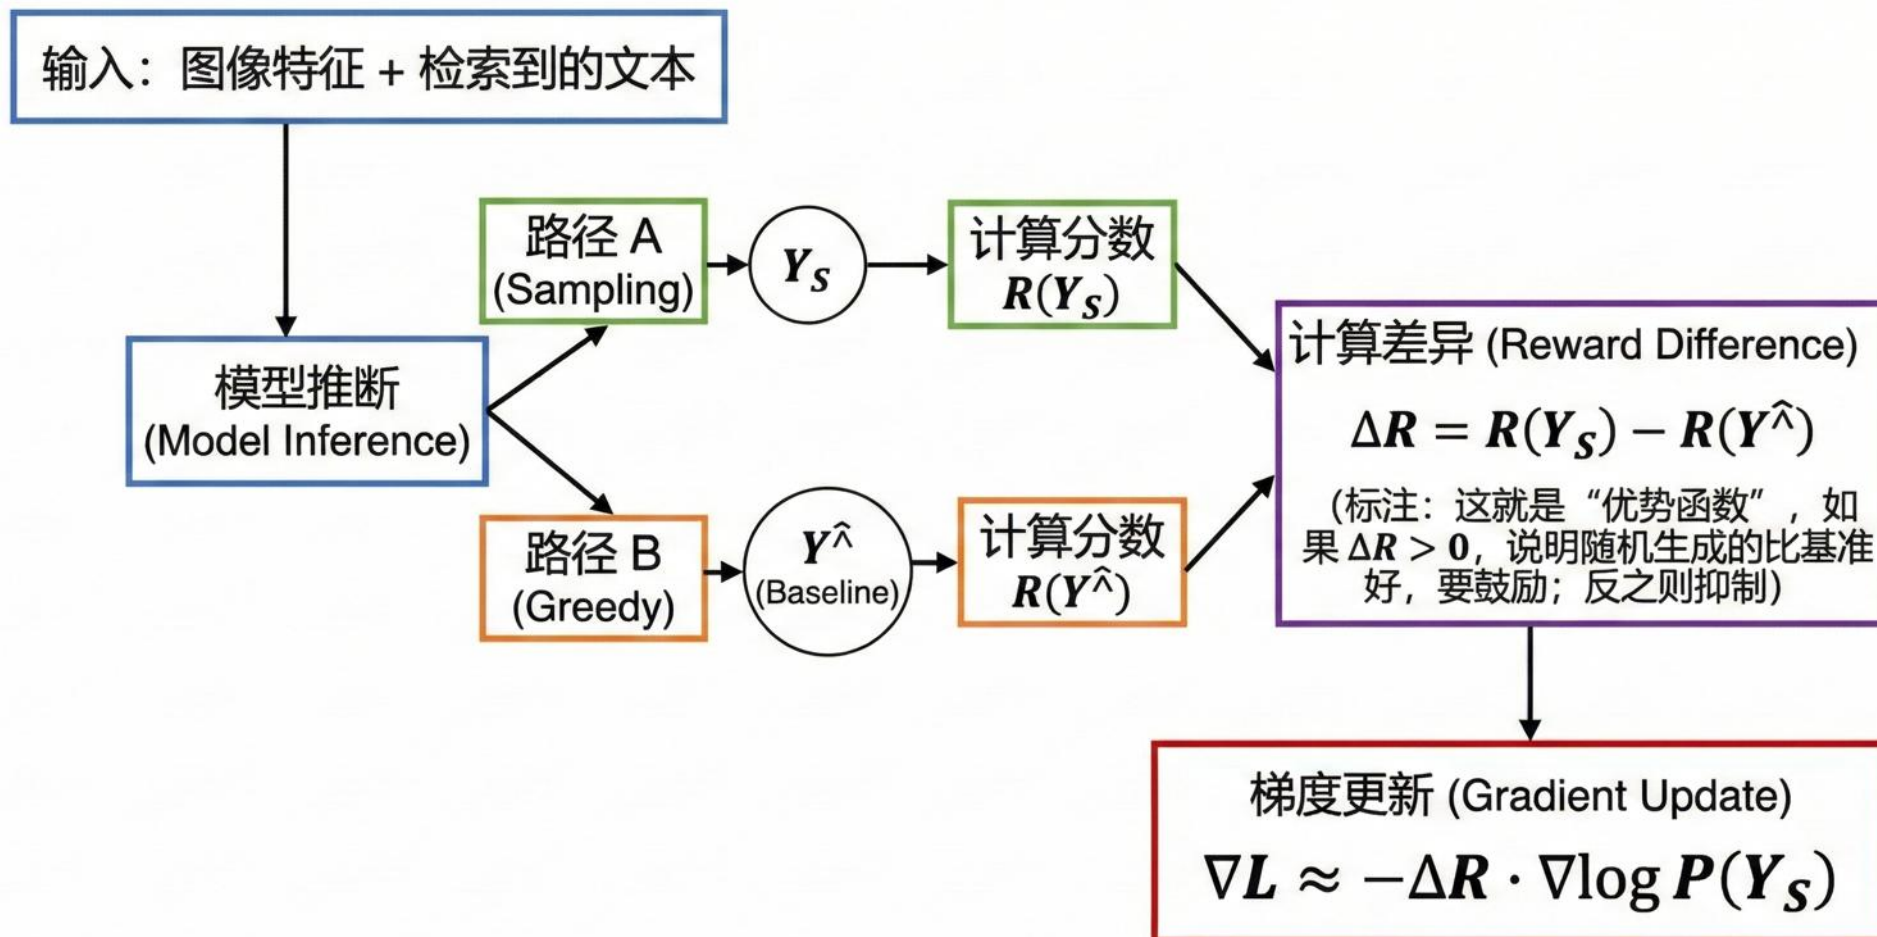 输入：图像特征 + 检索到的文本
模型推断
(Model Inference)
路径 A
(Sampling)
Y_S
计算分数
R(Y_S)
路径 B
(Greedy)
Y^
(Baseline)
计算分数
R(Y^)
计算差异 (Reward Difference)
ΔR = R(Y_S) − R(Y^)
（标注：这就是“优势函数”，如
果 ΔR > 0，说明随机生成的比基准
好，要鼓励；反之则抑制）
梯度更新 (Gradient Update)
∇L ≈ −ΔR · ∇log P(Y_S)